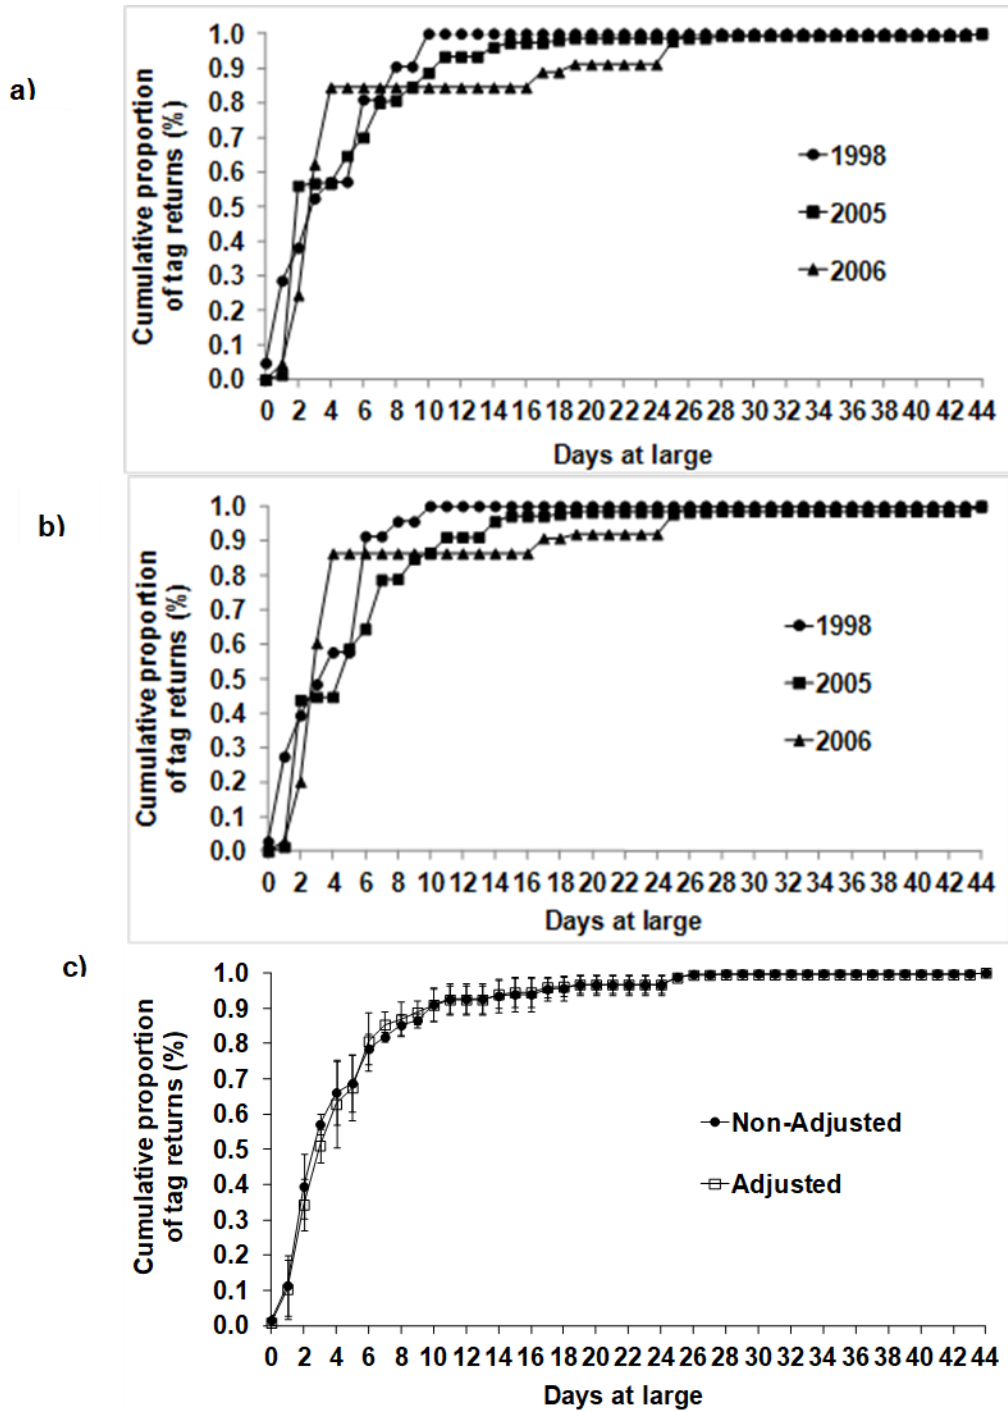 a)
Cumulative proportion
of tag returns (%)
1.0
0.9
0.8
0.7
0.6
0.5
0.4
0.3
0.2
0.1
0.0
1998
2005
2006
0 2 4 6 8 10 12 14 16 18 20 22 24 26 28 30 32 34 36 38 40 42 44
Days at large
b)
Cumulative proportion
of tag returns (%)
1.0
0.9
0.8
0.7
0.6
0.5
0.4
0.3
0.2
0.1
0.0
1998
2005
2006
0 2 4 6 8 10 12 14 16 18 20 22 24 26 28 30 32 34 36 38 40 42 44
Days at large
c)
Cumulative proportion
of tag returns (%)
1.0
0.9
0.8
0.7
0.6
0.5
0.4
0.3
0.2
0.1
0.0
Non-Adjusted
Adjusted
0 2 4 6 8 10 12 14 16 18 20 22 24 26 28 30 32 34 36 38 40 42 44
Days at large